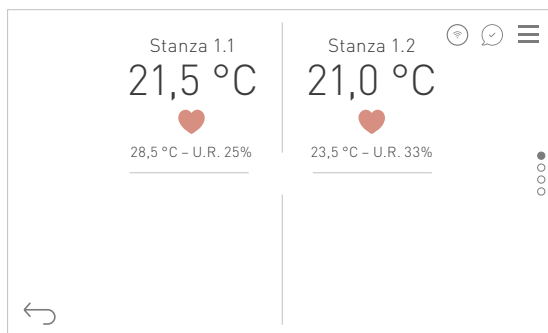 Stanza 1.1
21,5 °C
28,5 °C – U.R. 25%
Stanza 1.2
21,0 °C
23,5 °C – U.R. 33%